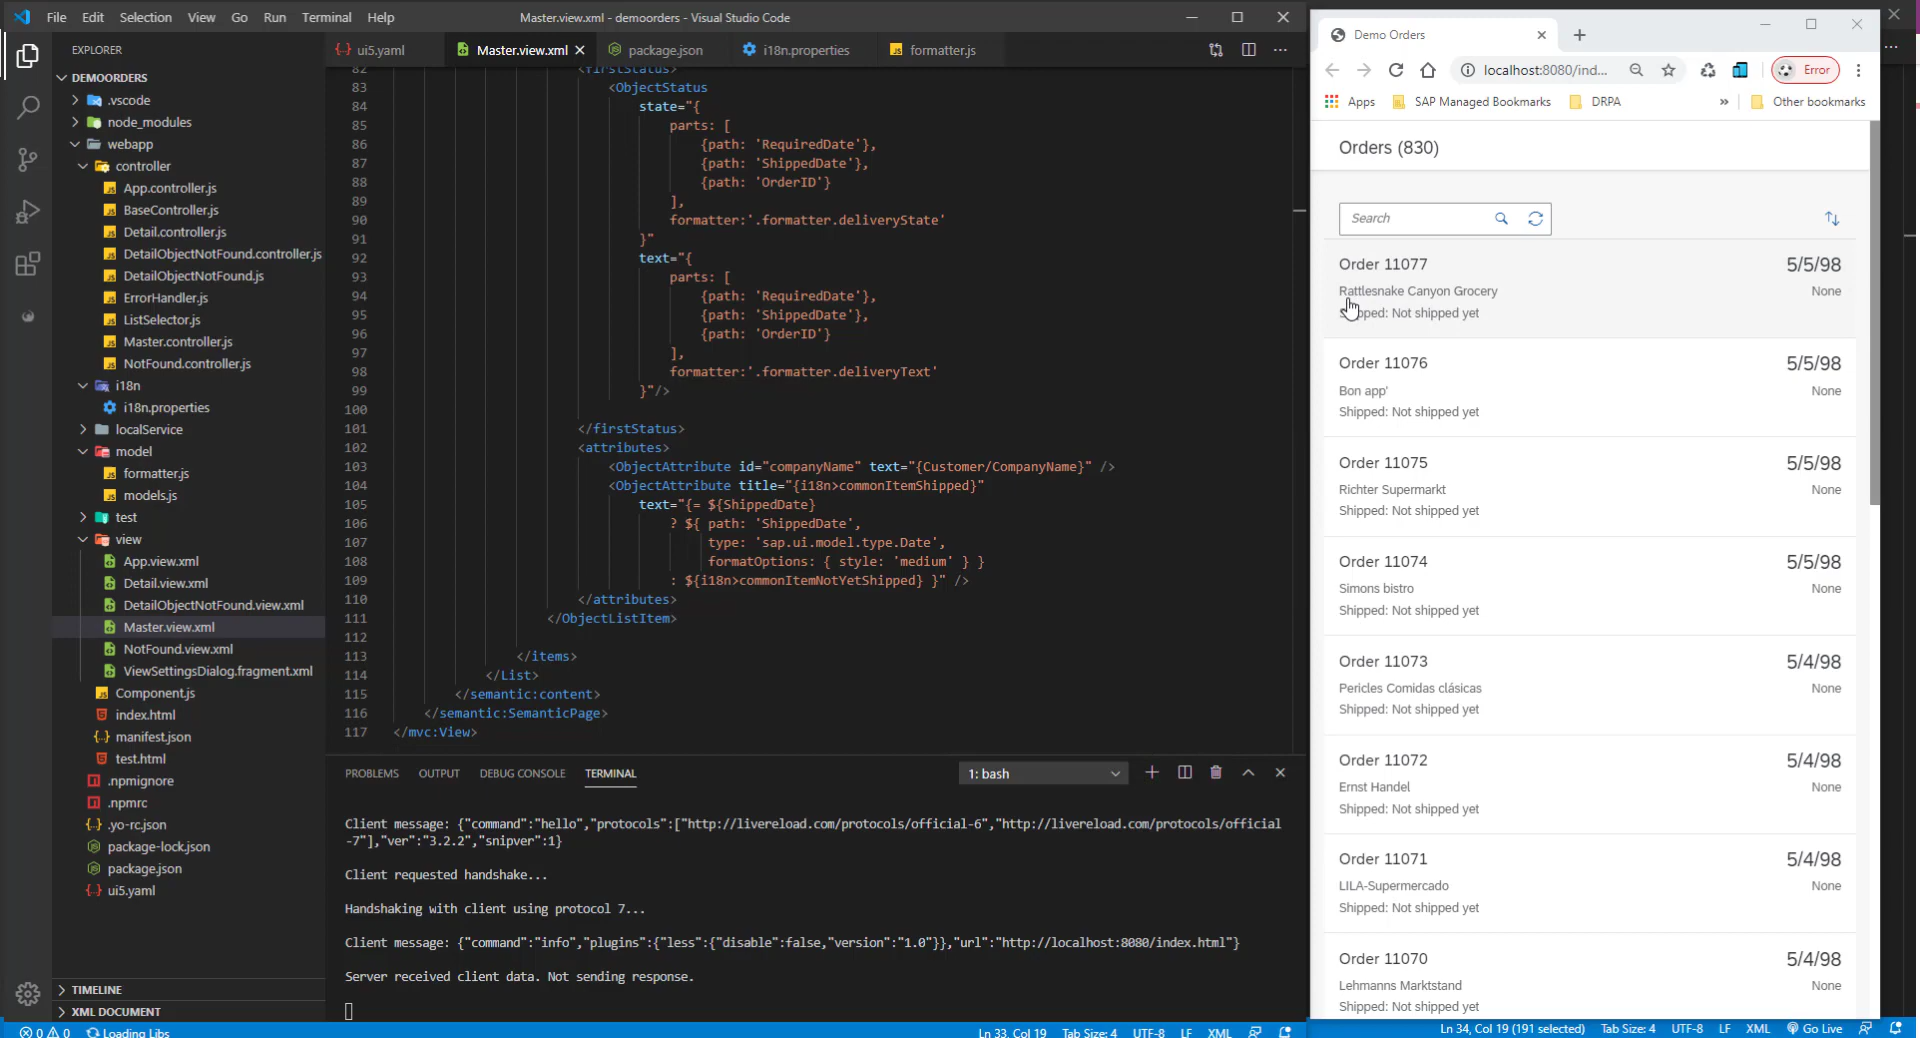 File Edit Selection View Go Run Terminal Help
Master.view.xml - demoorders - Visual Studio Code
EXPLORER
DEMOORDERS
.vscode
node_modules
webapp
controller
App.controller.js
BaseController.js
Detail.controller.js
DetailObjectNotFound.controller.js
DetailObjectNotFound.js
ErrorHandler.js
ListSelector.js
Master.controller.js
NotFound.controller.js
i18n
i18n.properties
localService
model
formatter.js
models.js
test
view
App.view.xml
Detail.view.xml
DetailObjectNotFound.view.xml
Master.view.xml
NotFound.view.xml
ViewSettingsDialog.fragment.xml
Component.js
index.html
manifest.json
test.html
.npmignore
.npmrc
.yo-rc.json
package-lock.json
package.json
ui5.yaml
TIMELINE
XML DOCUMENT
ui5.yaml Master.view.xml package.json i18n.properties formatter.js
82 <firstStatus>
83 <ObjectStatus
84 state="{
85 parts: [
86 {path: 'RequiredDate'},
87 {path: 'ShippedDate'},
88 {path: 'OrderID'}
89 ],
90 formatter:'.formatter.deliveryState'
91 }"
92 text="{
93 parts: [
94 {path: 'RequiredDate'},
95 {path: 'ShippedDate'},
96 {path: 'OrderID'}
97 ],
98 formatter:'.formatter.deliveryText'
99 }"/>
100
101 </firstStatus>
102 <attributes>
103 <ObjectAttribute id="companyName" text="{Customer/CompanyName}" />
104 <ObjectAttribute title="{i18n>commonItemShipped}"
105 text="{= ${ShippedDate}
106 ? ${ path: 'ShippedDate',
107 type: 'sap.ui.model.type.Date',
108 formatOptions: { style: 'medium' } }
109 : ${i18n>commonItemNotYetShipped} }" />
110 </attributes>
111 </ObjectListItem>
112
113 </items>
114 </List>
115 </semantic:content>
116 </semantic:SemanticPage>
117 </mvc:View>
PROBLEMS OUTPUT DEBUG CONSOLE TERMINAL
1: bash
Client message: {"command":"hello","protocols":["http://livereload.com/protocols/official-6","http://livereload.com/protocols/official
-7"],"ver":"3.2.2","snipver":1}
Client requested handshake...
Handshaking with client using protocol 7...
Client message: {"command":"info","plugins":{"less":{"disable":false,"version":"1.0"}},"url":"http://localhost:8080/index.html"}
Server received client data. Not sending response.
0 0 Loading Libs
Ln 33, Col 19 Tab Size: 4 UTF-8 LF XML
Demo Orders
localhost:8080/ind... Error
Apps SAP Managed Bookmarks DRPA » Other bookmarks
Orders (830)
Search
Order 11077 5/5/98
Rattlesnake Canyon Grocery None
Shipped: Not shipped yet
Order 11076 5/5/98
Bon app' None
Shipped: Not shipped yet
Order 11075 5/5/98
Richter Supermarkt None
Shipped: Not shipped yet
Order 11074 5/5/98
Simons bistro None
Shipped: Not shipped yet
Order 11073 5/4/98
Pericles Comidas clásicas None
Shipped: Not shipped yet
Order 11072 5/4/98
Ernst Handel None
Shipped: Not shipped yet
Order 11071 5/4/98
LILA-Supermercado None
Shipped: Not shipped yet
Order 11070 5/4/98
Lehmanns Marktstand None
Shipped: Not shipped yet
Ln 34, Col 19 (191 selected) Tab Size: 4 UTF-8 LF XML Go Live